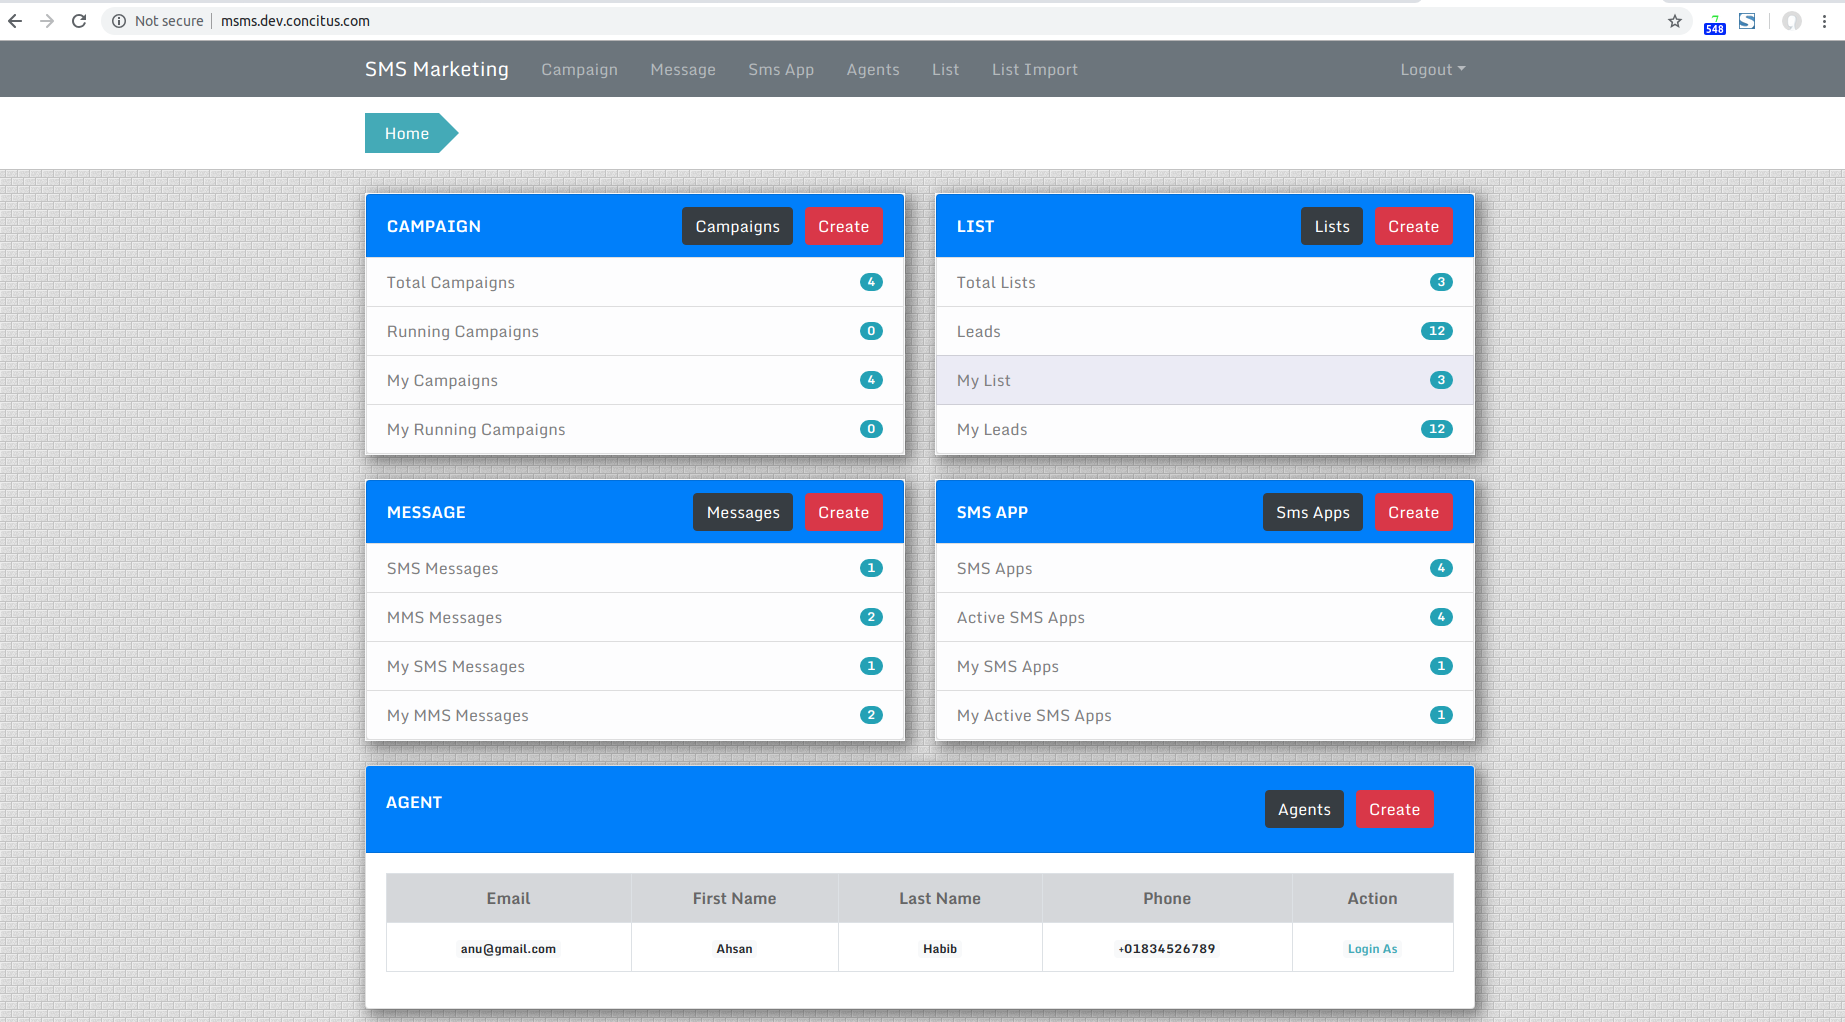 Not secure | msms.dev.concitus.com
7
548
SMS Marketing Campaign Message Sms App Agents List List Import Logout
Home
CAMPAIGN Campaigns Create
Total Campaigns 4
Running Campaigns 0
My Campaigns 4
My Running Campaigns 0
LIST Lists Create
Total Lists 3
Leads 12
My List 3
My Leads 12
MESSAGE Messages Create
SMS Messages 1
MMS Messages 2
My SMS Messages 1
My MMS Messages 2
SMS APP Sms Apps Create
SMS Apps 4
Active SMS Apps 4
My SMS Apps 1
My Active SMS Apps 1
AGENT Agents Create
Email First Name Last Name Phone Action
anu@gmail.com Ahsan Habib +01834526789 Login As